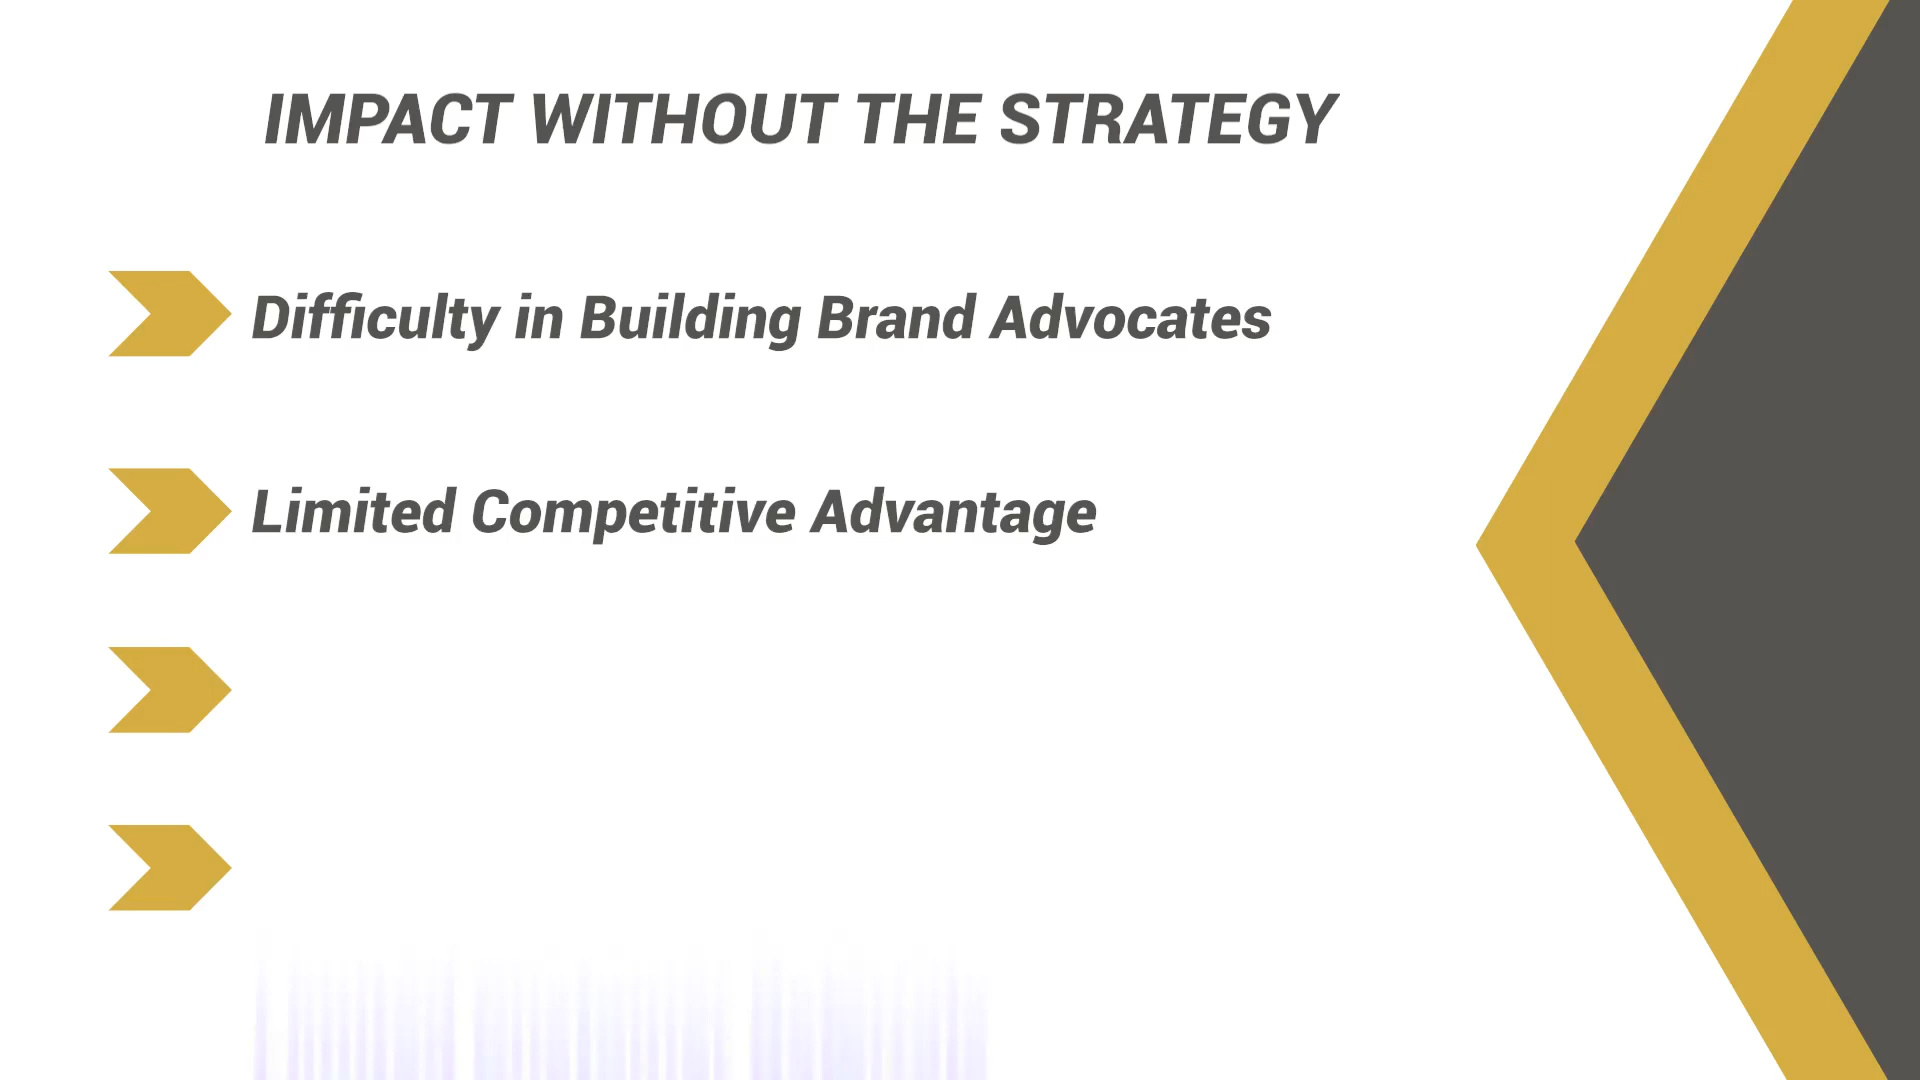 IMPACT WITHOUT THE STRATEGY
Difficulty in Building Brand Advocates
Limited Competitive Advantage